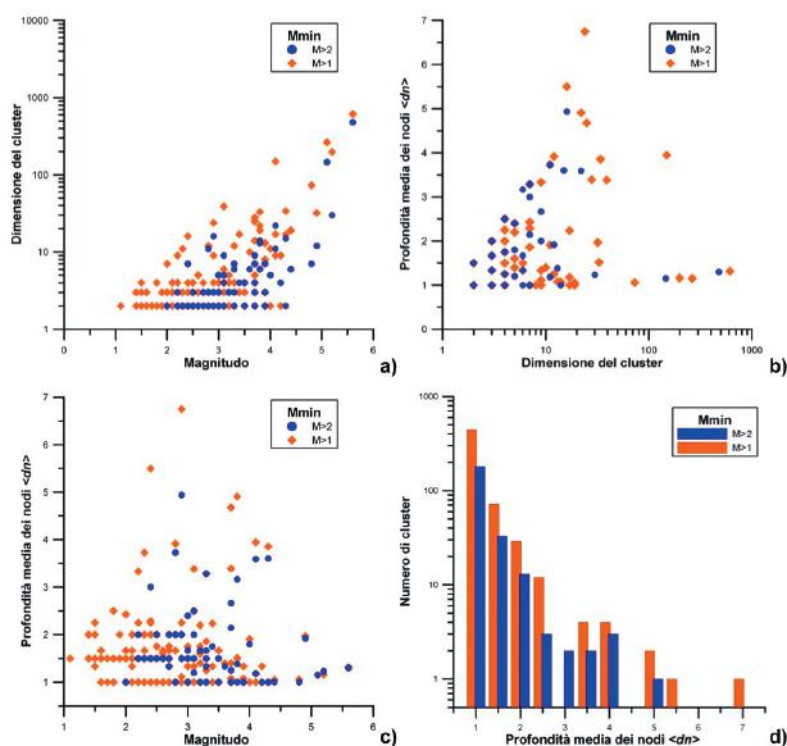 10000
1000
100
10
1
Dimensione del cluster
0 1 2 3 4 5 6
Magnitudo
Mmin
M>2
M>1
a)
7
6
5
4
3
2
1
0
Profondità media dei nodi <dn>
1 10 100 1000
Dimensione del cluster
Mmin
M>2
M>1
b)
7
6
5
4
3
2
1
Profondità media dei nodi <dn>
1 2 3 4 5 6
Magnitudo
Mmin
M>2
M>1
c)
1000
100
10
1
Numero di cluster
1 2 3 4 5 6 7
Profondità media dei nodi <dn>
Mmin
M>2
M>1
d)